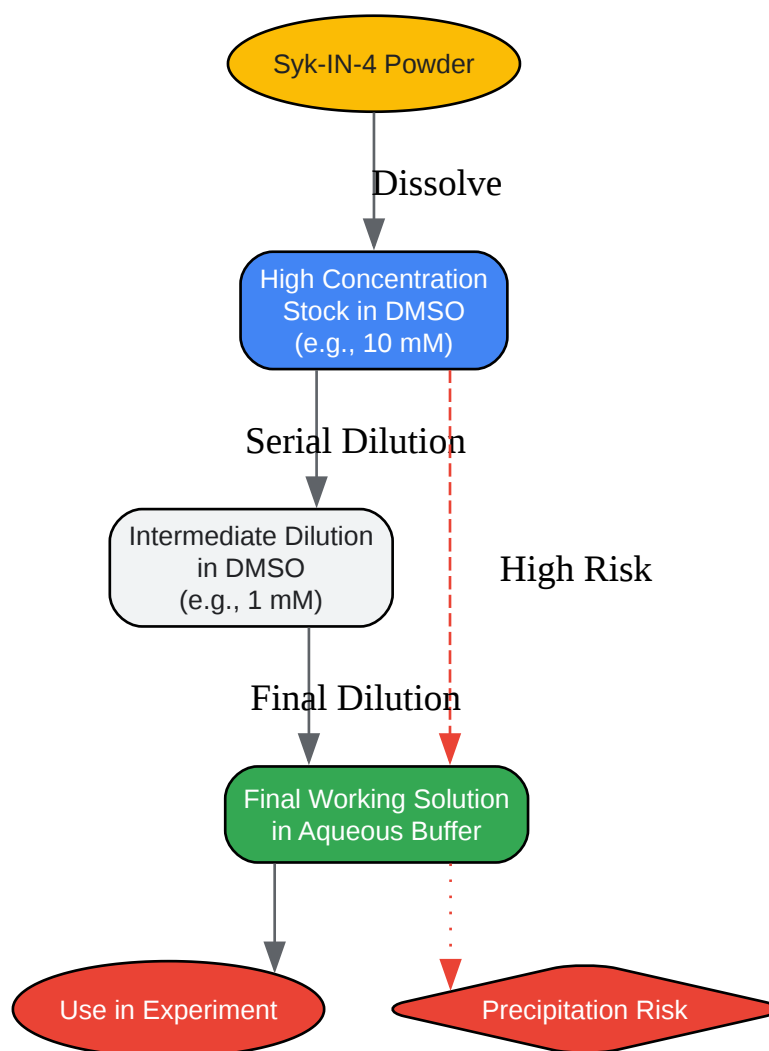 Syk-IN-4 Powder
Dissolve
High Concentration
Stock in DMSO
(e.g., 10 mM)
Serial Dilution
Intermediate Dilution
in DMSO
(e.g., 1 mM)
High Risk
Final Dilution
Final Working Solution
in Aqueous Buffer
Use in Experiment
Precipitation Risk